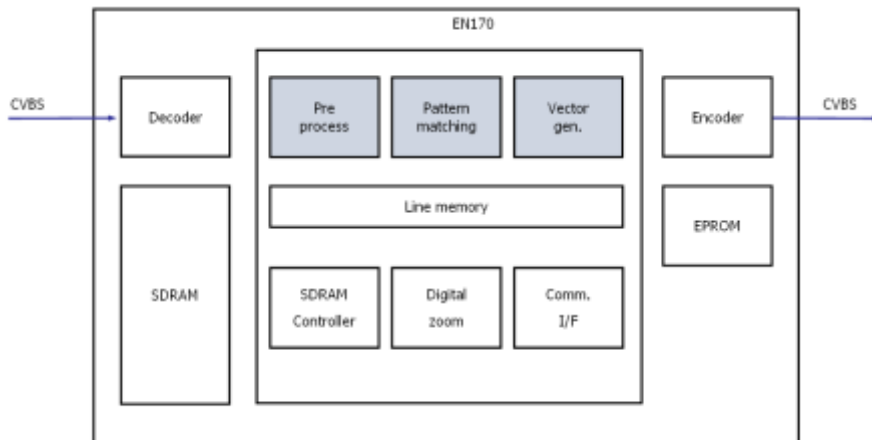 EN170
CVBS
Decoder
Pre
process
Pattern
matching
Vector
gen.
Encoder
CVBS
Line memory
SDRAM
EPROM
SDRAM
Controller
Digital
zoom
Comm.
I/F